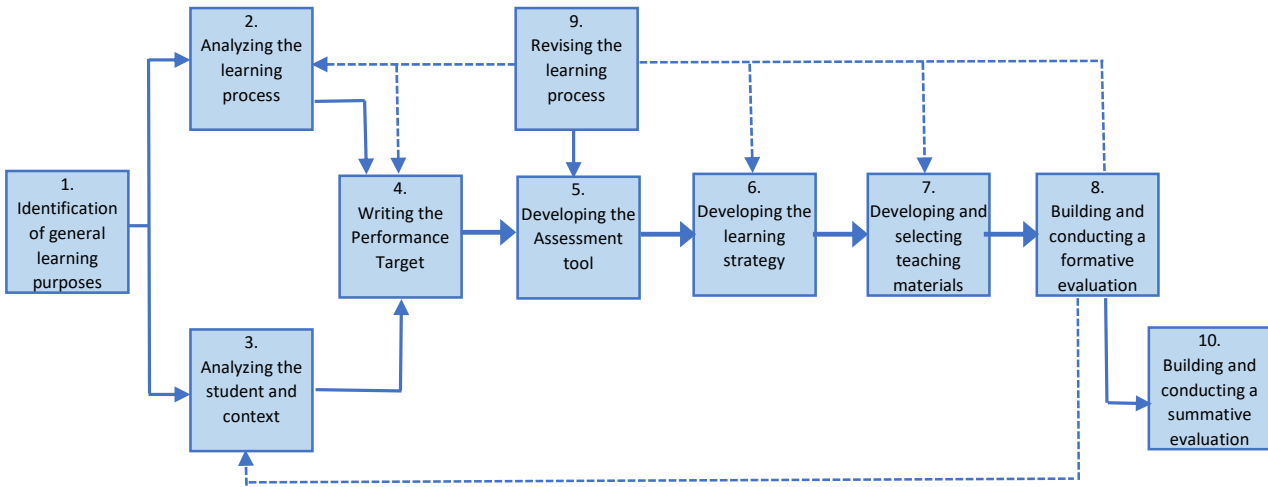 1.
Identification
of general
learning
purposes
2.
Analyzing the
learning
process
3.
Analyzing the
student and
context
4.
Writing the
Performance
Target
9.
Revising the
learning
process
5.
Developing the
Assessment
tool
6.
Developing the
learning
strategy
7.
Developing and
selecting
teaching
materials
8.
Building and
conducting a
formative
evaluation
10.
Building and
conducting a
summative
evaluation